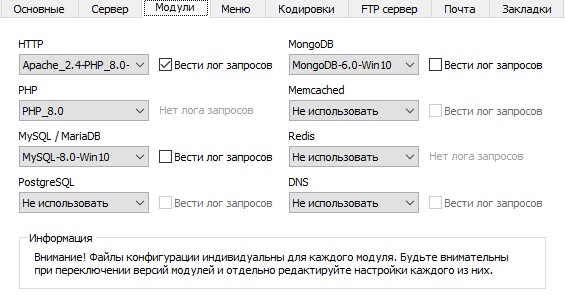 Основные Сервер Модули Меню Кодировки FTP сервер Почта Закладки
HTTP MongoDB
Apache_2.4-PHP_8.0- Вести лог запросов MongoDB-6.0-Win10 Вести лог запросов
PHP Memcached
PHP_8.0 Нет лога запросов Не использовать Вести лог запросов
MySQL / MariaDB Redis
MySQL-8.0-Win10 Вести лог запросов Не использовать Нет лога запросов
PostgreSQL DNS
Не использовать Вести лог запросов Не использовать Вести лог запросов
Информация
Внимание! Файлы конфигурации индивидуальны для каждого модуля. Будьте внимательны
при переключении версий модулей и отдельно редактируйте настройки каждого из них.